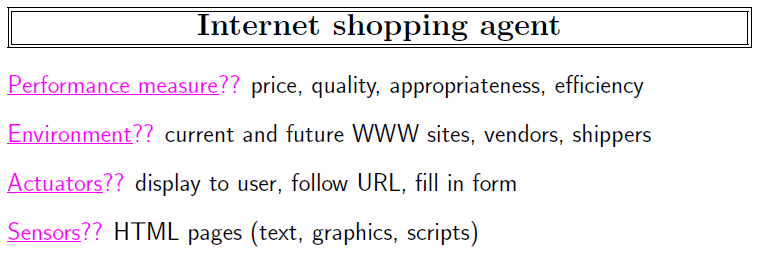 Internet shopping agent
Performance measure?? price, quality, appropriateness, efficiency
Environment?? current and future WWW sites, vendors, shippers
Actuators?? display to user, follow URL, fill in form
Sensors?? HTML pages (text, graphics, scripts)